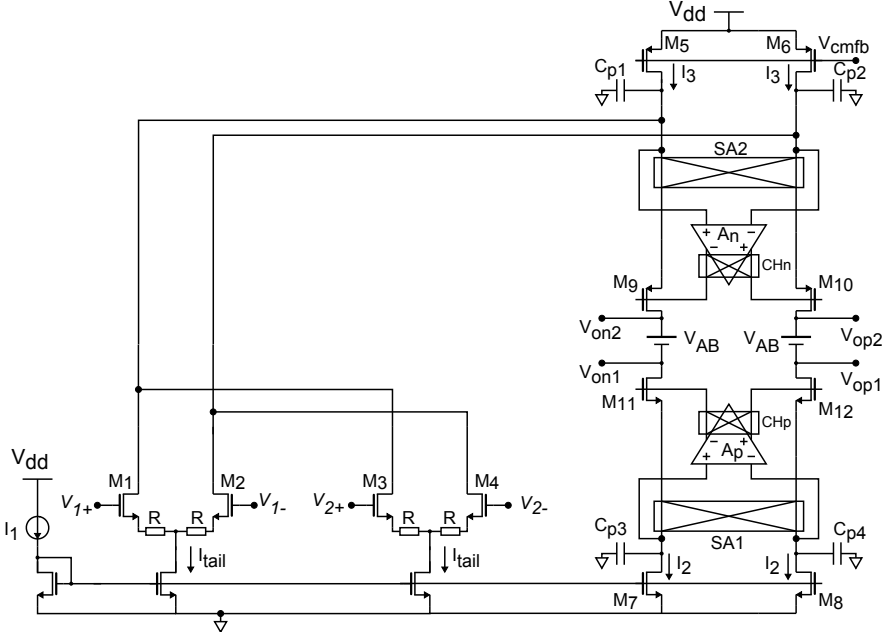 Vdd
M5 M6 Vcmfb
Cp1 I3 I3 Cp2
SA2
+ An −
− +
CHn
M9 M10
Von2 VAB VAB Vop2
Von1 Vop1
M11 M12
CHp
− +
+ Ap −
Vdd
M1 M2 M3 M4
V1+ V1- V2+ V2-
R R R R
I1
SA1
Cp3 Cp4
Itail Itail I2 I2
M7 M8